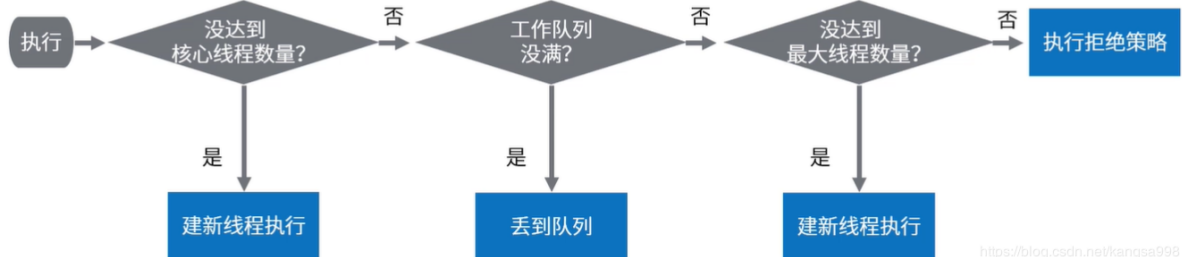 执行
没达到
核心线程数量?
否
工作队列
没满?
否
没达到
最大线程数量?
否
执行拒绝策略
是
是
是
建新线程执行
丢到队列
建新线程执行
https://blog.csdn.net/kangsa998